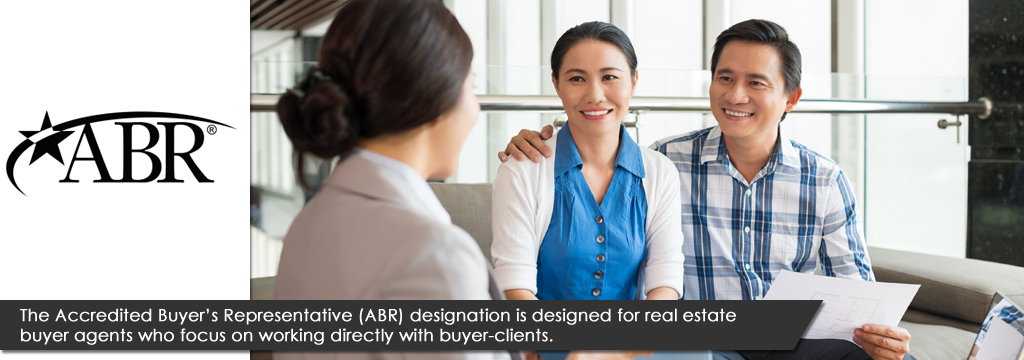 ABR®
The Accredited Buyer’s Representative (ABR) designation is designed for real estate
buyer agents who focus on working directly with buyer-clients.